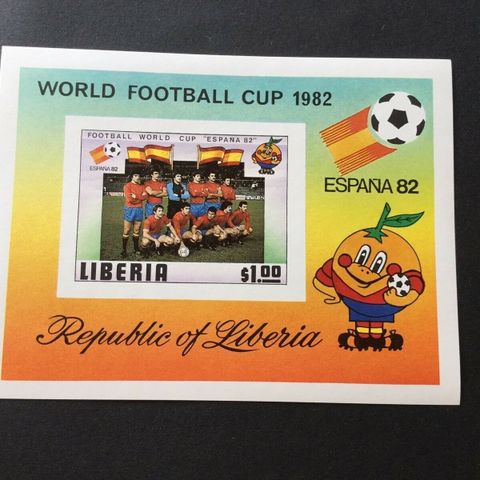 WORLD FOOTBALL CUP 1982
FOOTBALL WORLD CUP "ESPAÑA 82"
ESPAÑA 82
ESPAÑA 82
LIBERIA $1.00
Republic of Liberia